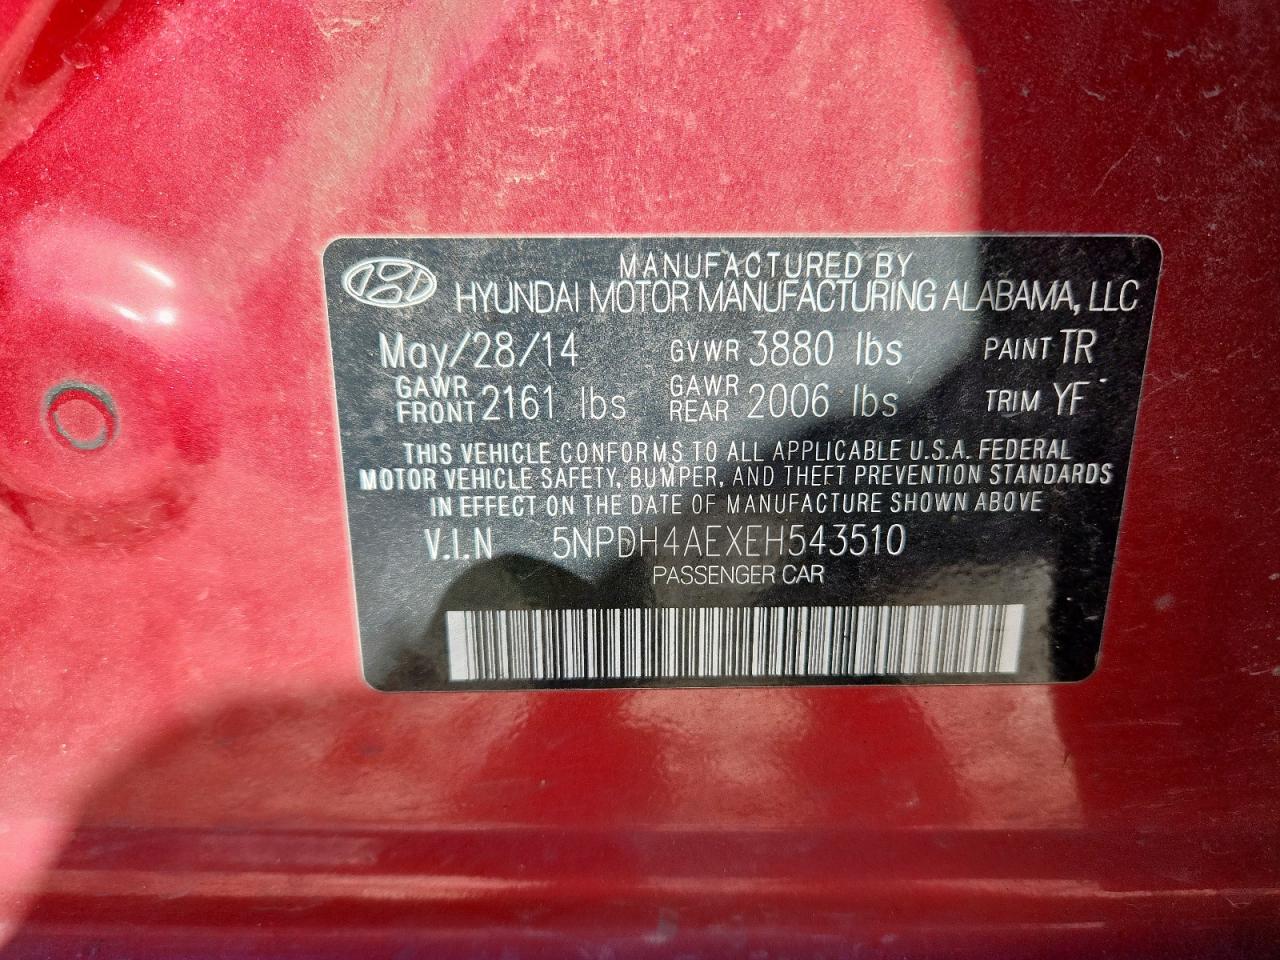 MANUFACTURED BY
HYUNDAI MOTOR MANUFACTURING ALABAMA, LLC
May/28/14 GVWR 3880 lbs PAINT TR
GAWR FRONT 2161 lbs GAWR REAR 2006 lbs TRIM YF
THIS VEHICLE CONFORMS TO ALL APPLICABLE U.S.A. FEDERAL
MOTOR VEHICLE SAFETY, BUMPER, AND THEFT PREVENTION STANDARDS
IN EFFECT ON THE DATE OF MANUFACTURE SHOWN ABOVE
V.I.N 5NPDH4AEXEH543510
PASSENGER CAR